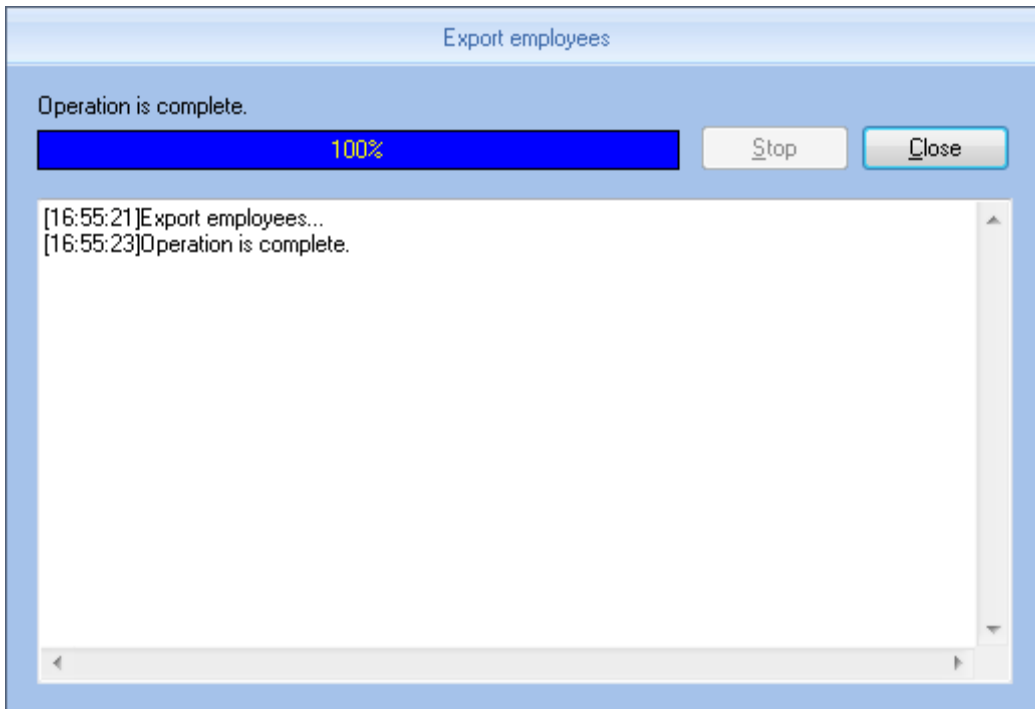 Export employees
Operation is complete.
100%
Stop
Close
[16:55:21]Export employees...
[16:55:23]Operation is complete.